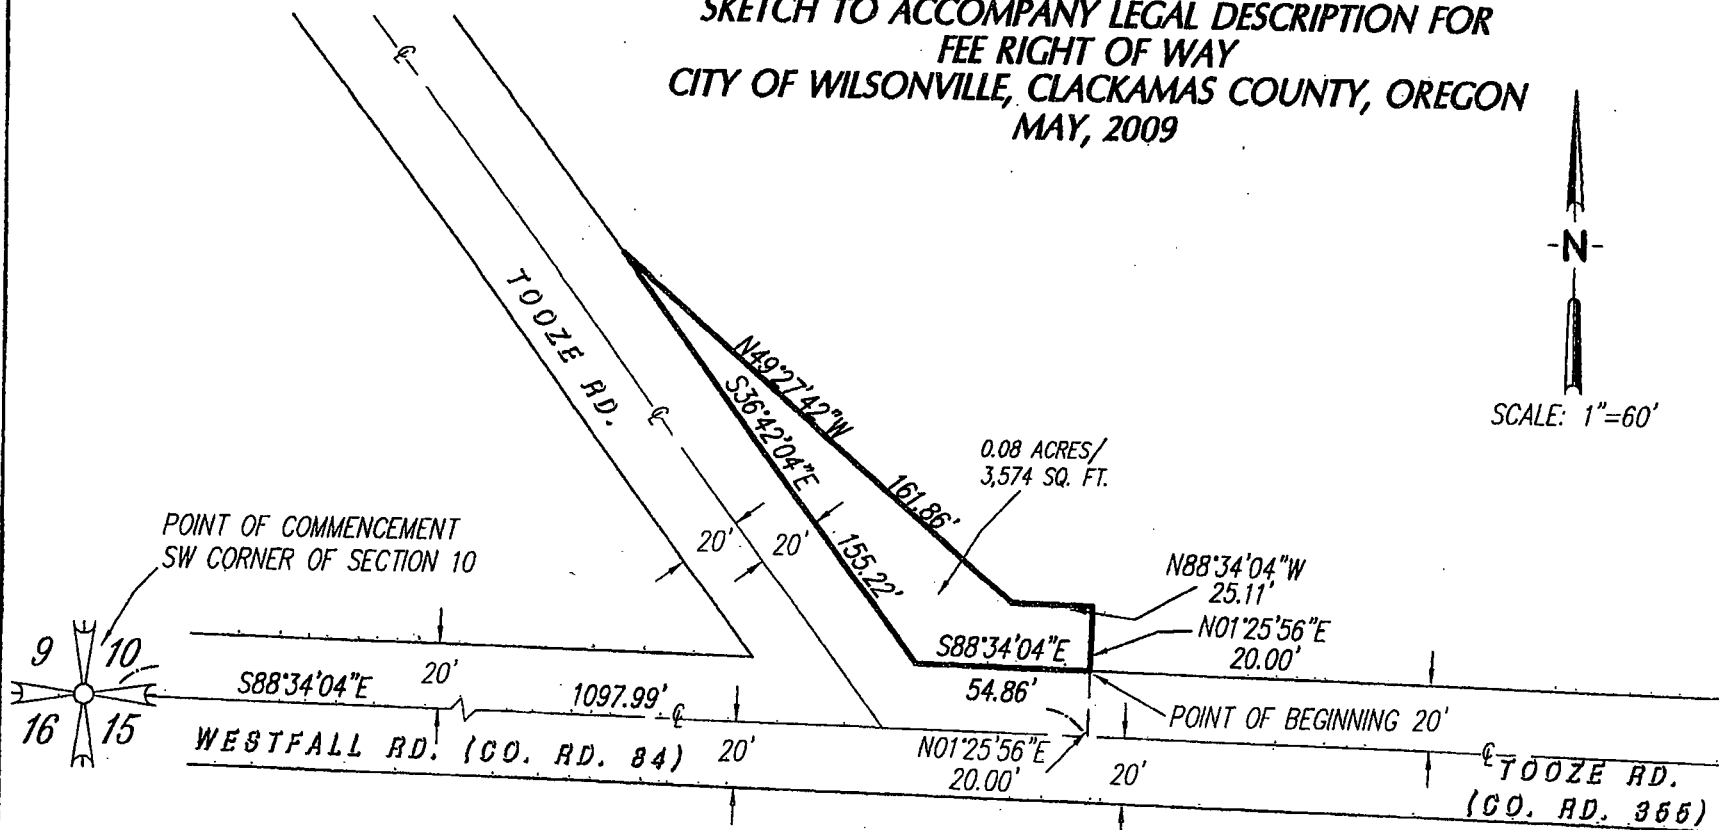 SKETCH TO ACCOMPANY LEGAL DESCRIPTION FOR
FEE RIGHT OF WAY
CITY OF WILSONVILLE, CLACKAMAS COUNTY, OREGON
MAY, 2009
-N-
SCALE: 1"=60'
℄
TOOZE RD.
℄
N49°27'42"W
161.86'
S36°42'04"E
155.22'
0.08 ACRES/
3,574 SQ. FT.
20'
20'
POINT OF COMMENCEMENT
SW CORNER OF SECTION 10
N88°34'04"W
25.11'
N01°25'56"E
20.00'
9
10
16
15
S88°34'04"E
20'
1097.99'
℄
S88°34'04"E
54.86'
POINT OF BEGINNING
20'
WESTFALL RD. (CO. RD. 84)
20'
N01°25'56"E
20.00'
20'
℄
TOOZE RD.
(CO. RD. 355)